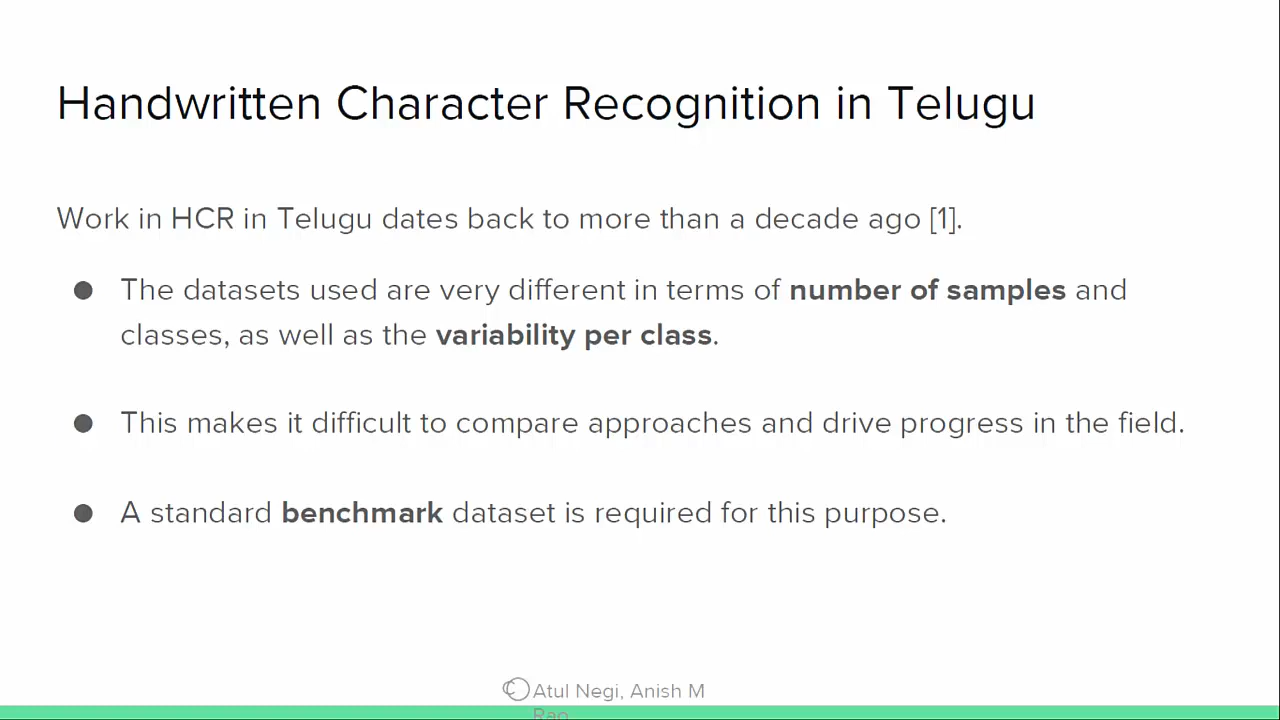 Handwritten Character Recognition in Telugu
Work in HCR in Telugu dates back to more than a decade ago [1].
● The datasets used are very different in terms of number of samples and
classes, as well as the variability per class.
● This makes it difficult to compare approaches and drive progress in the field.
● A standard benchmark dataset is required for this purpose.
© Atul Negi, Anish M
Rao